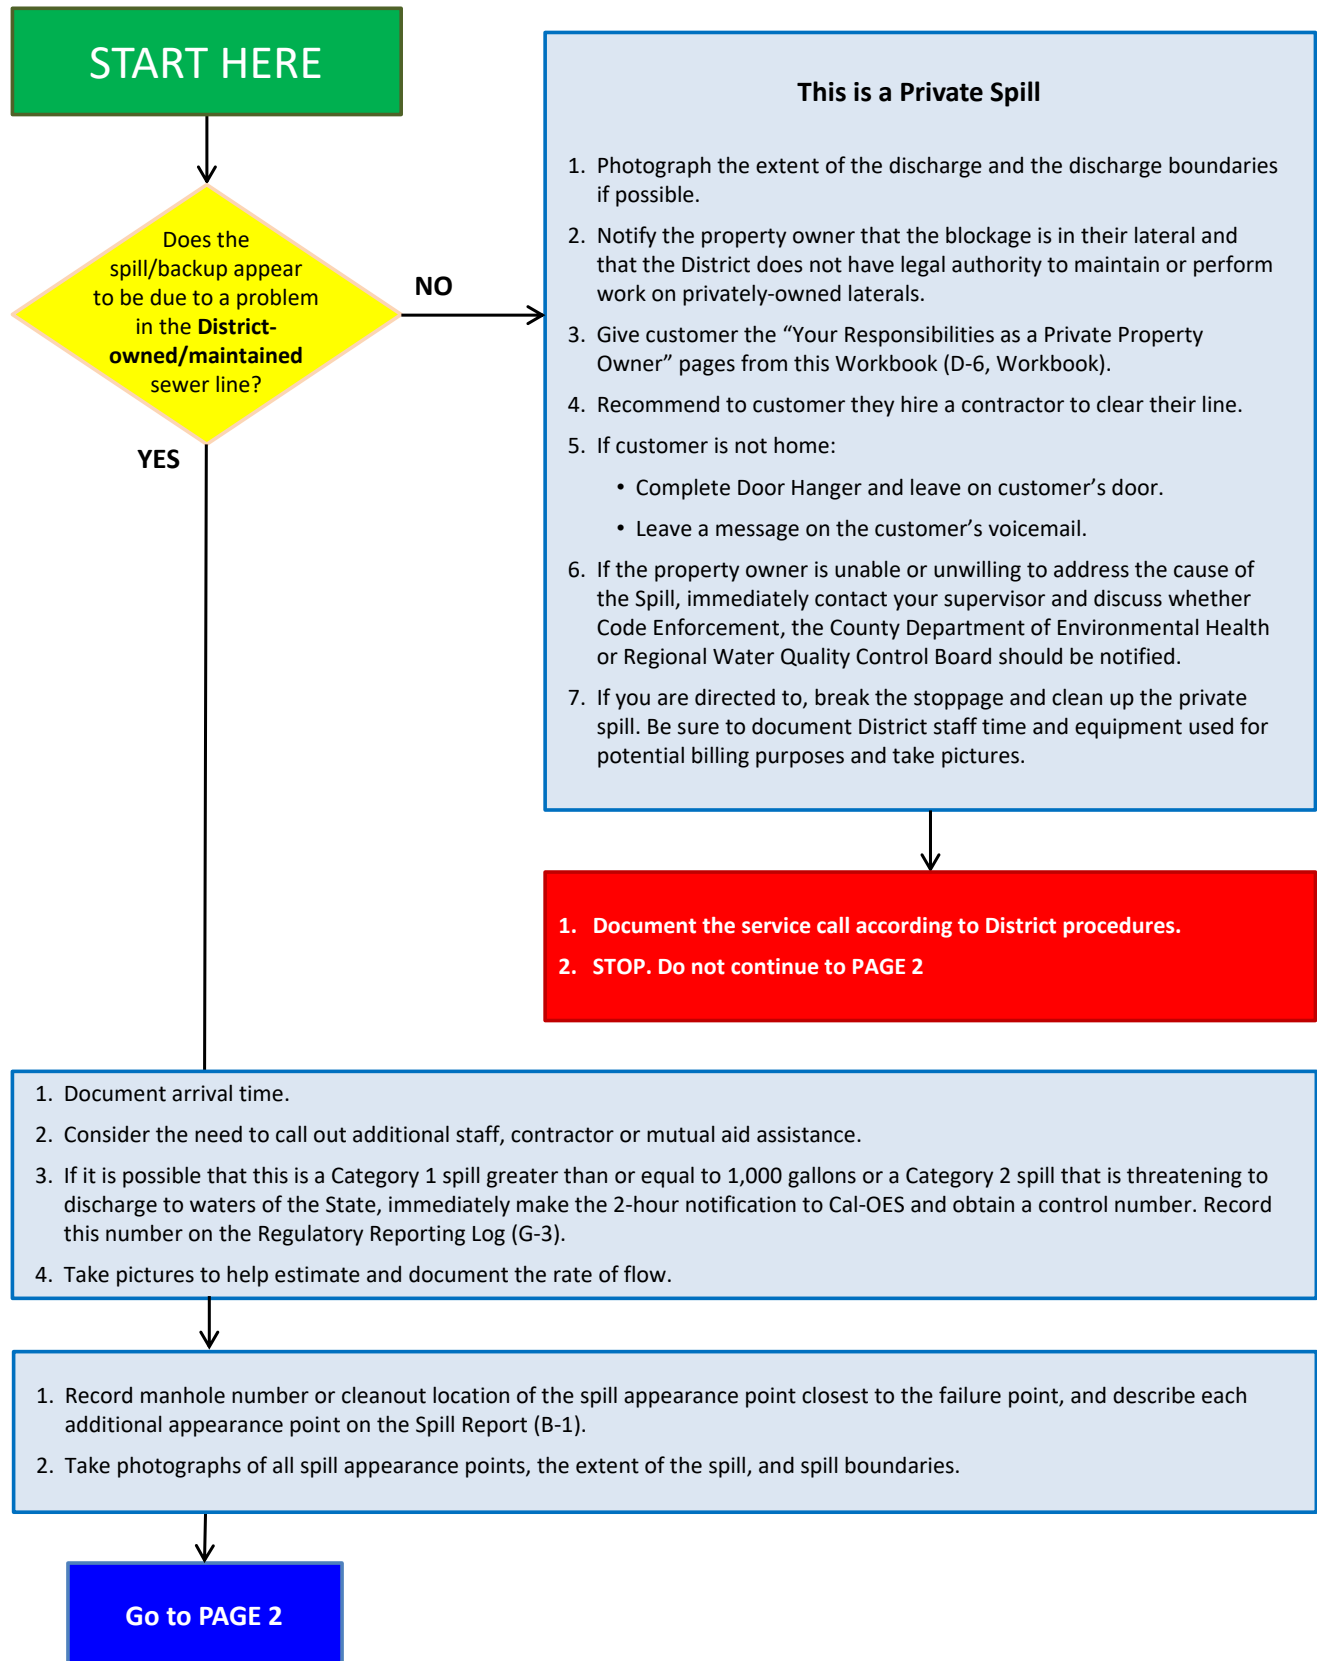 START HERE
Does the
spill/backup appear
to be due to a problem
in the District-
owned/maintained
sewer line?
NO
YES
This is a Private Spill
1. Photograph the extent of the discharge and the discharge boundaries
if possible.
2. Notify the property owner that the blockage is in their lateral and
that the District does not have legal authority to maintain or perform
work on privately-owned laterals.
3. Give customer the “Your Responsibilities as a Private Property
Owner” pages from this Workbook (D-6, Workbook).
4. Recommend to customer they hire a contractor to clear their line.
5. If customer is not home:
• Complete Door Hanger and leave on customer’s door.
• Leave a message on the customer’s voicemail.
6. If the property owner is unable or unwilling to address the cause of
the Spill, immediately contact your supervisor and discuss whether
Code Enforcement, the County Department of Environmental Health
or Regional Water Quality Control Board should be notified.
7. If you are directed to, break the stoppage and clean up the private
spill. Be sure to document District staff time and equipment used for
potential billing purposes and take pictures.
1. Document the service call according to District procedures.
2. STOP. Do not continue to PAGE 2
1. Document arrival time.
2. Consider the need to call out additional staff, contractor or mutual aid assistance.
3. If it is possible that this is a Category 1 spill greater than or equal to 1,000 gallons or a Category 2 spill that is threatening to
discharge to waters of the State, immediately make the 2-hour notification to Cal-OES and obtain a control number. Record
this number on the Regulatory Reporting Log (G-3).
4. Take pictures to help estimate and document the rate of flow.
1. Record manhole number or cleanout location of the spill appearance point closest to the failure point, and describe each
additional appearance point on the Spill Report (B-1).
2. Take photographs of all spill appearance points, the extent of the spill, and spill boundaries.
Go to PAGE 2